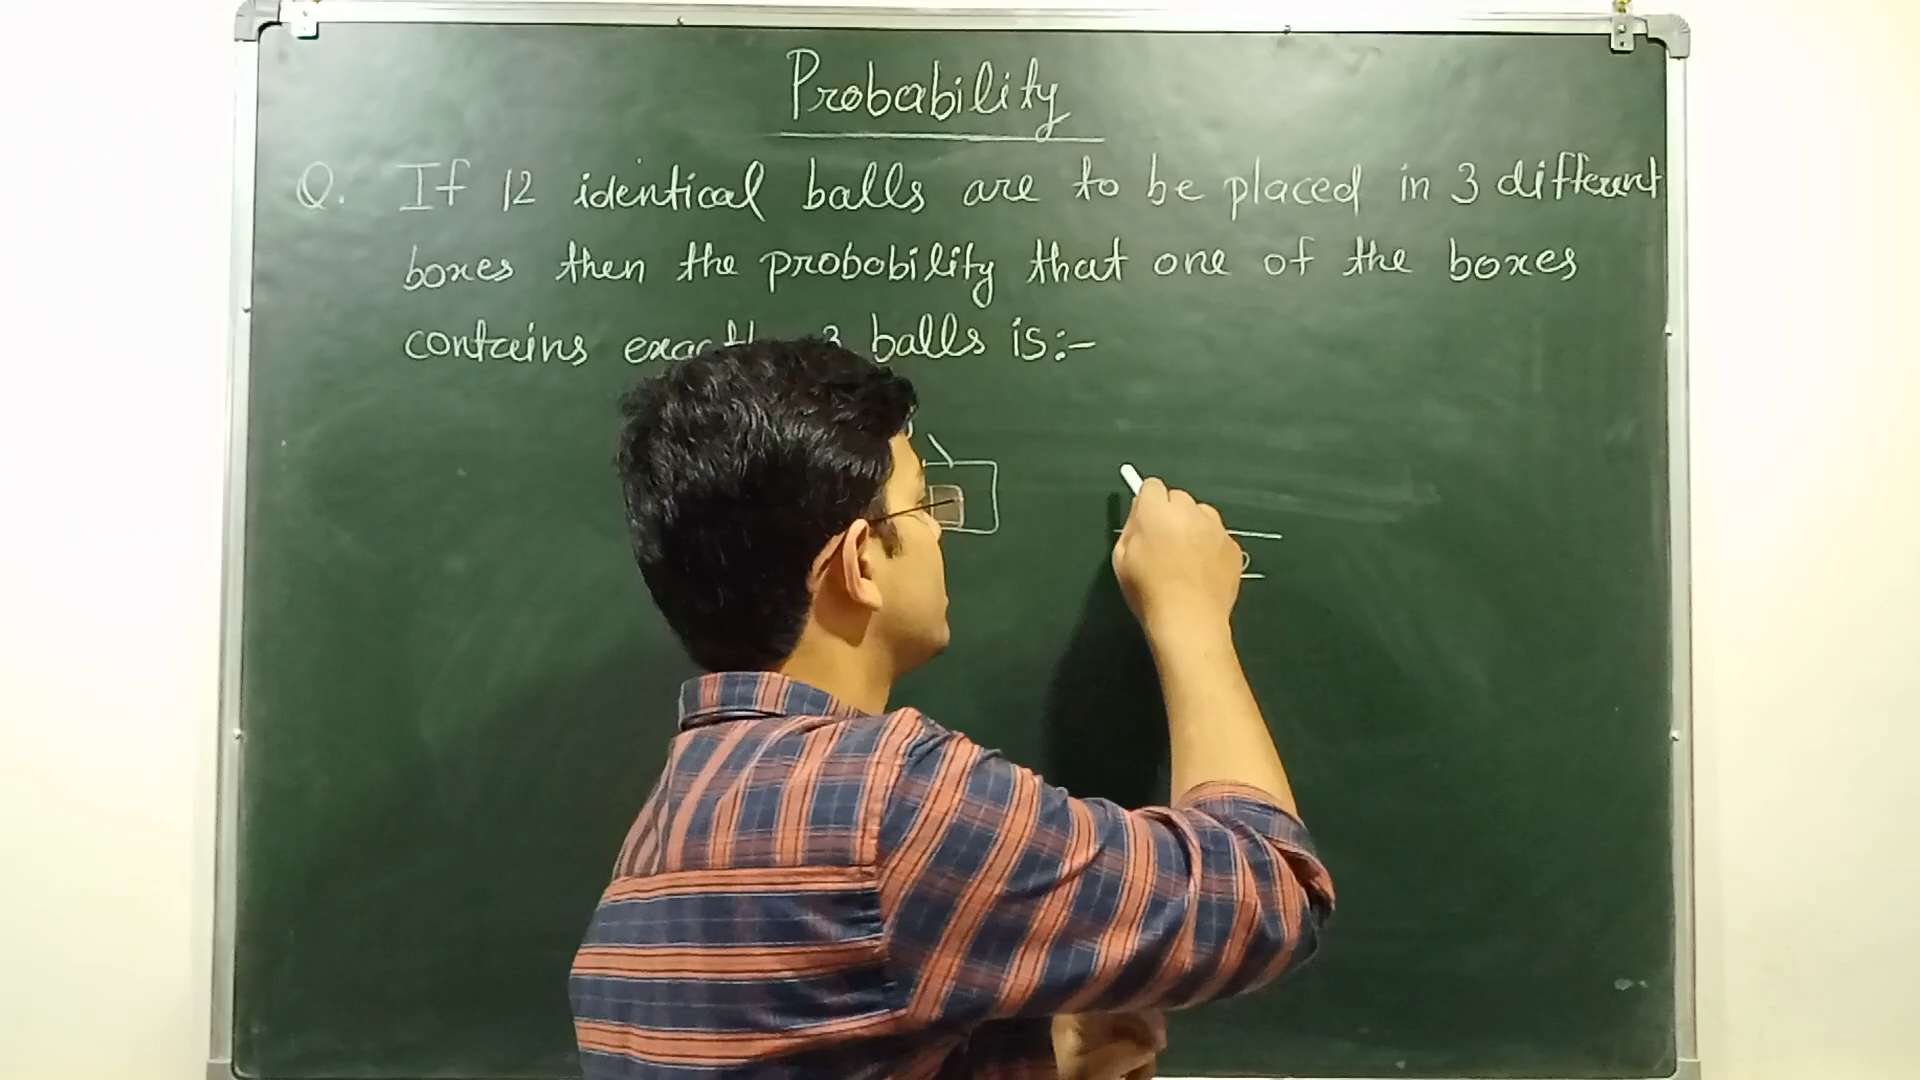 Probability
Q. If 12 identical balls are to be placed in 3 different
boxes then the probobility that one of the boxes
contains 3 balls is:-